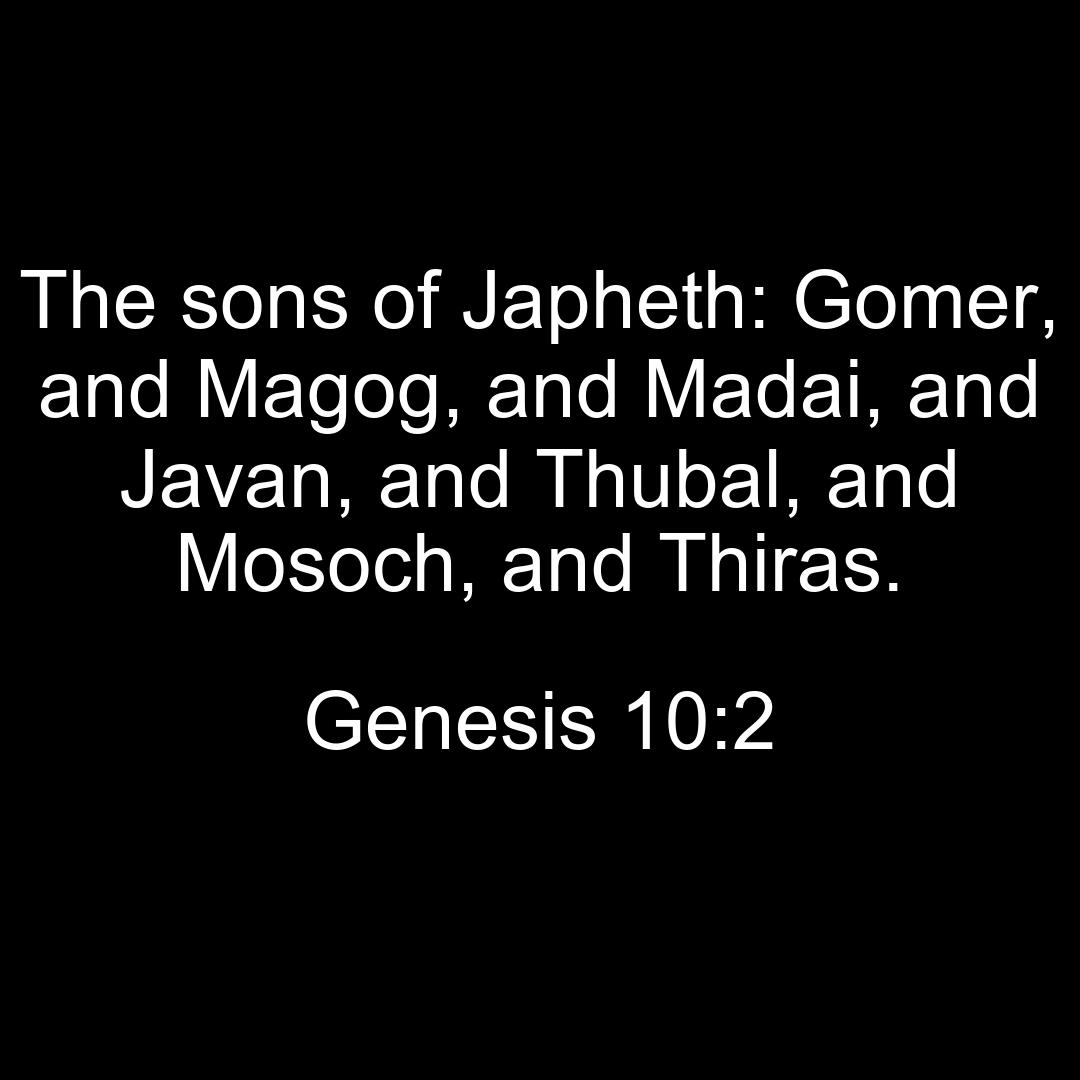 The sons of Japheth: Gomer,
and Magog, and Madai, and
Javan, and Thubal, and
Mosoch, and Thiras.
Genesis 10:2